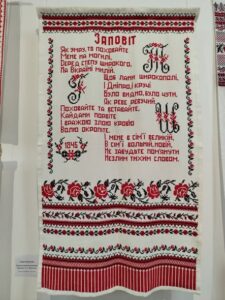 Заповіт
Як умру, то поховайте
Мене на могилі,
Серед степу широкого,
На Вкраїні милій,
Щоб лани широкополі,
І Дніпро, і кручі
Було видно, було чути,
Як реве ревучий.
Поховайте та вставайте,
Кайдани порвіте
І вражою злою кров'ю
Волю окропіте.
І мене в сім'ї великій,
В сім'ї вольній, новій,
Не забудьте пом'янути
Незлим тихим словом.
1845